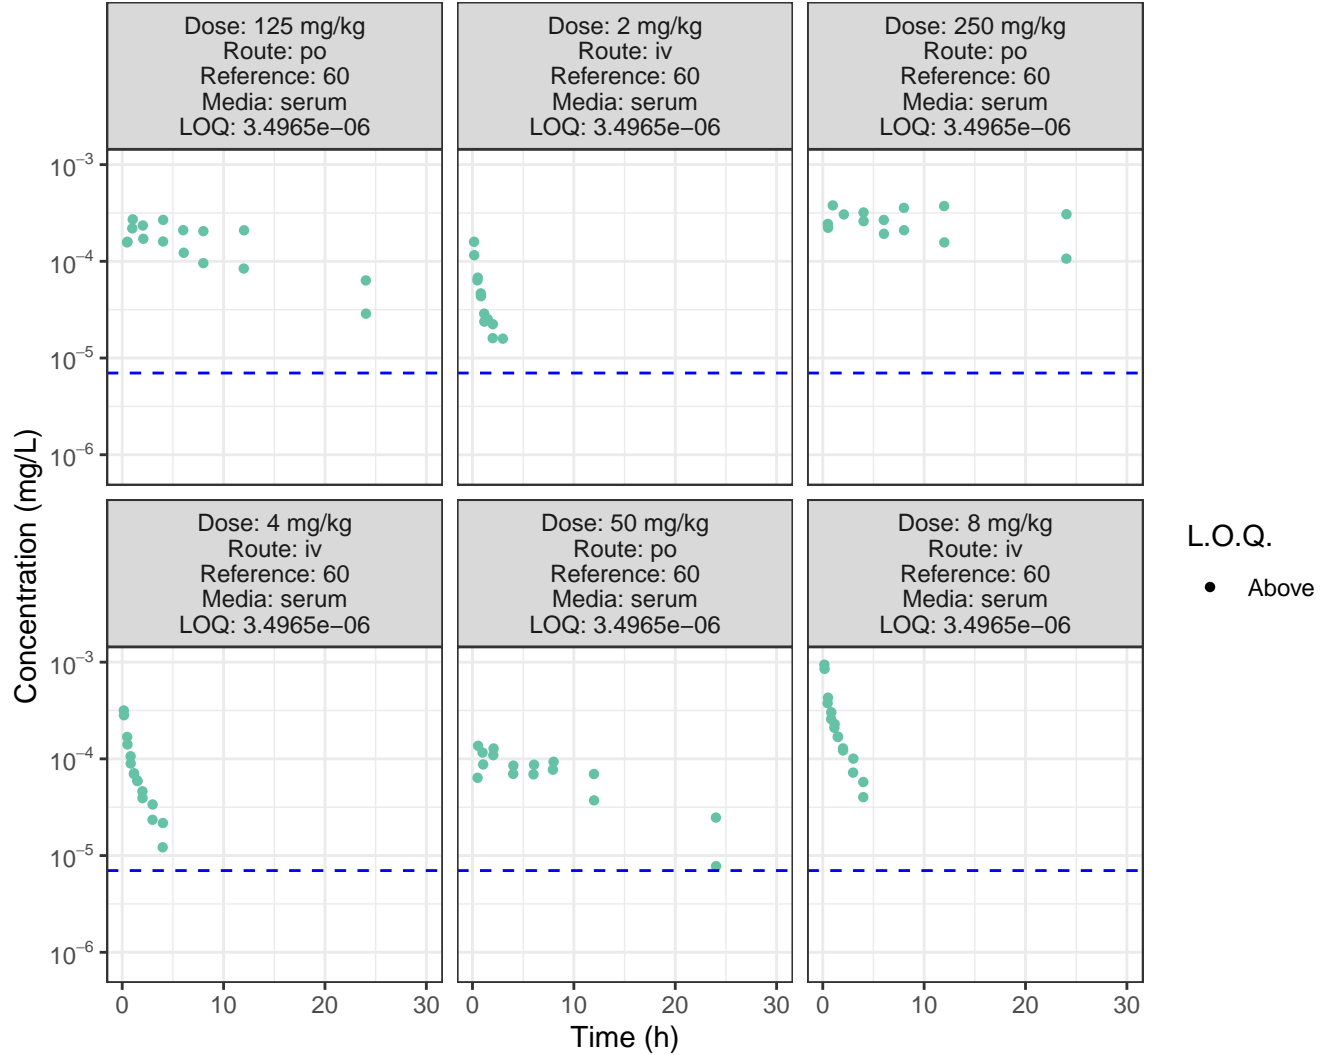 Dose: 125 mg/kg
Route: po
Reference: 60
Media: serum
LOQ: 3.4965e−06
Dose: 2 mg/kg
Route: iv
Reference: 60
Media: serum
LOQ: 3.4965e−06
Dose: 250 mg/kg
Route: po
Reference: 60
Media: serum
LOQ: 3.4965e−06
10⁻³
10⁻⁴
10⁻⁵
10⁻⁶
Dose: 4 mg/kg
Route: iv
Reference: 60
Media: serum
LOQ: 3.4965e−06
Dose: 50 mg/kg
Route: po
Reference: 60
Media: serum
LOQ: 3.4965e−06
Dose: 8 mg/kg
Route: iv
Reference: 60
Media: serum
LOQ: 3.4965e−06
10⁻³
10⁻⁴
10⁻⁵
10⁻⁶
0 10 20 30
0 10 20 30
0 10 20 30
Time (h)
Concentration (mg/L)
L.O.Q.
Above